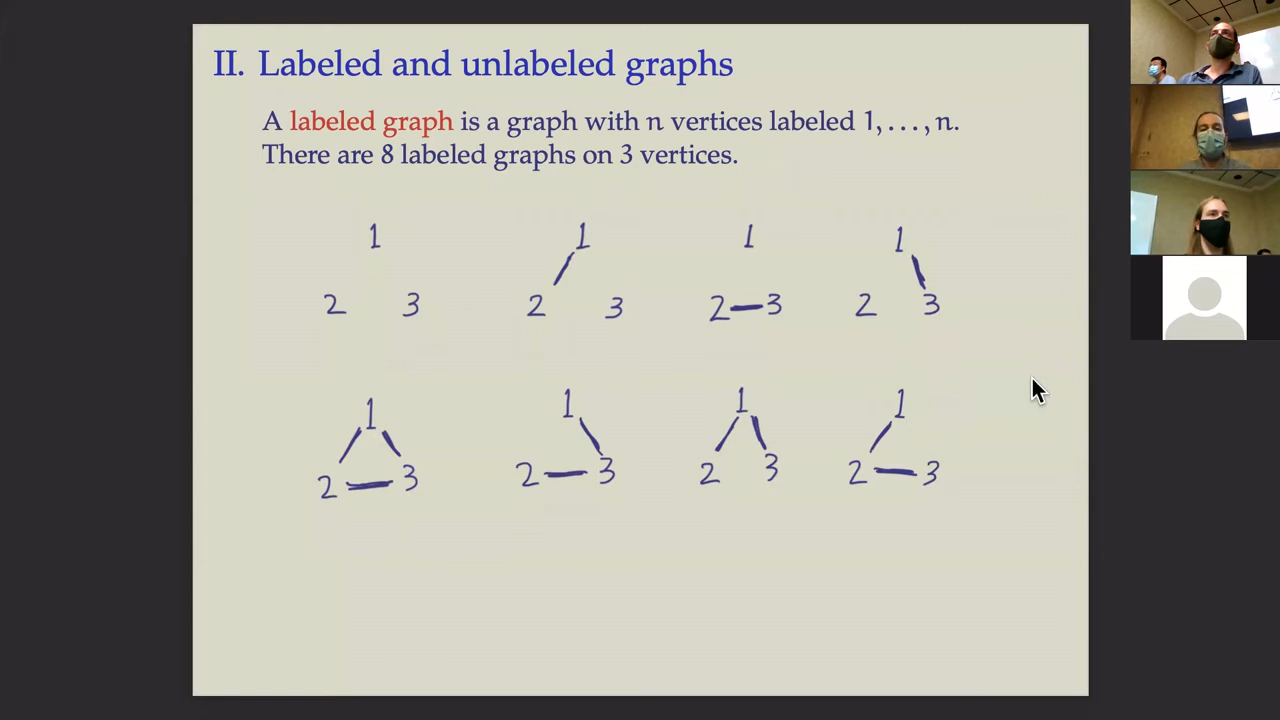 II. Labeled and unlabeled graphs
A labeled graph is a graph with n vertices labeled 1, . . . , n.
There are 8 labeled graphs on 3 vertices.
1 1 1 1
2 3 2 3 2 3 2 3
1 1 1 1
2 3 2 3 2 3 2 3